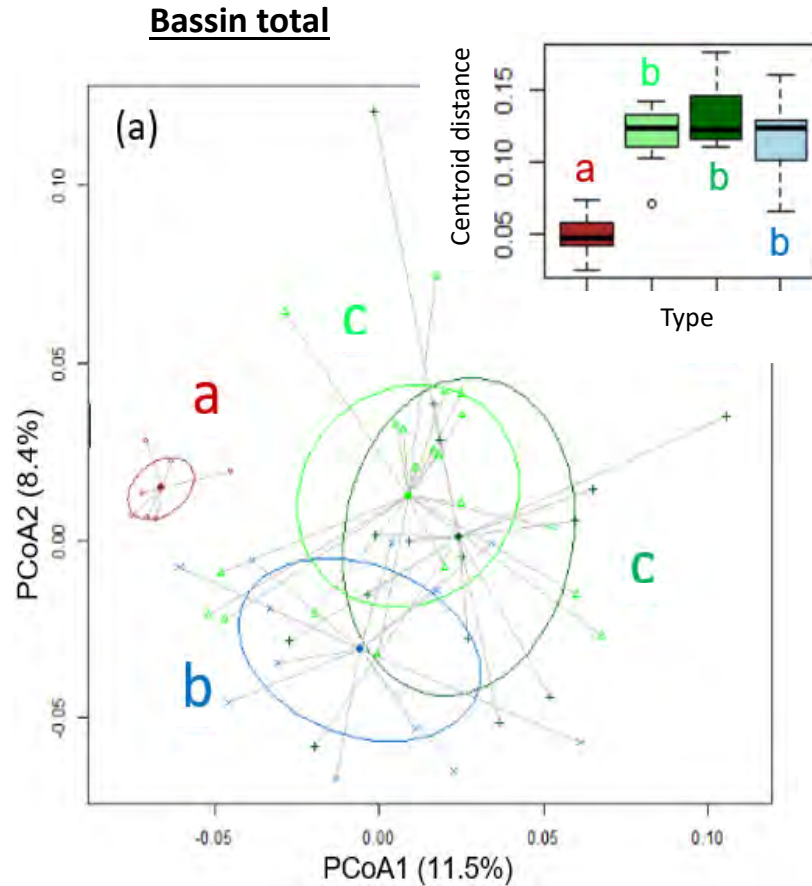 Bassin total
(a)
Centroid distance
0.15
0.10
0.05
a
b
b
b
Type
PCoA2 (8.4%)
0.10
0.05
0.00
-0.05
a
c
c
b
-0.05
0.00
0.05
0.10
PCoA1 (11.5%)